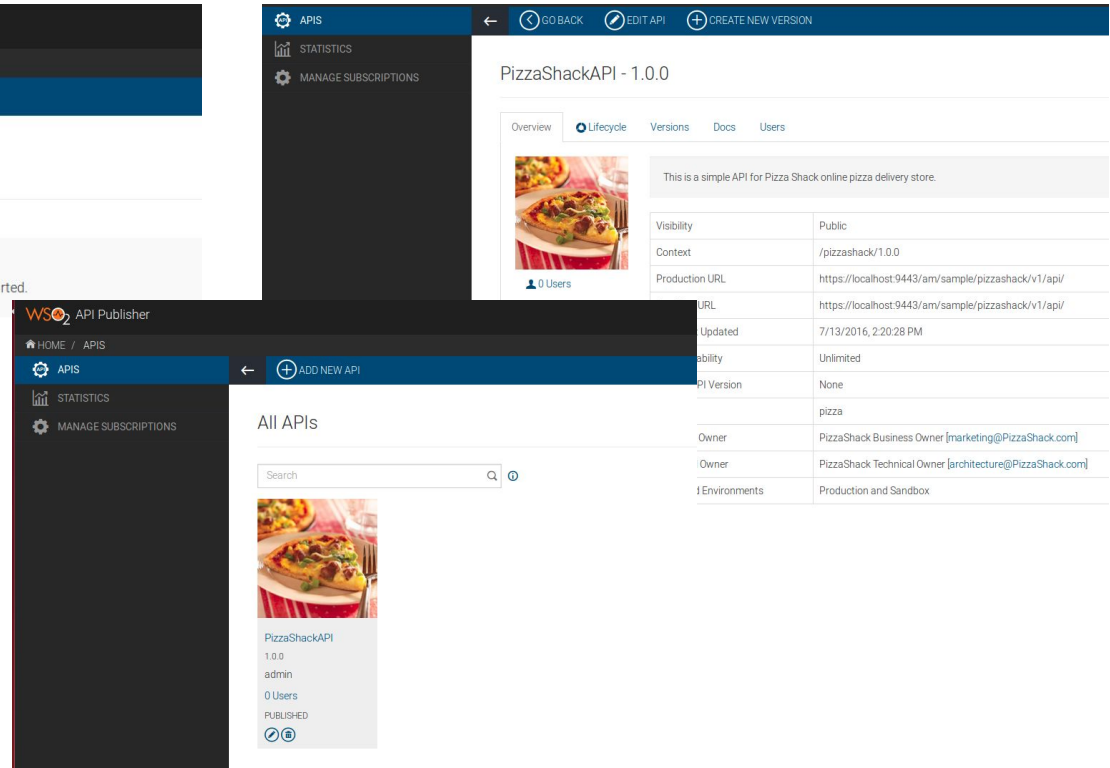 rted.
APIS
STATISTICS
MANAGE SUBSCRIPTIONS
GO BACK EDIT API CREATE NEW VERSION
PizzaShackAPI - 1.0.0
Overview Lifecycle Versions Docs Users
This is a simple API for Pizza Shack online pizza delivery store.
0 Users
Visibility Public
Context /pizzashack/1.0.0
Production URL https://localhost:9443/am/sample/pizzashack/v1/api/
URL https://localhost:9443/am/sample/pizzashack/v1/api/
Updated 7/13/2016, 2:20:28 PM
ability Unlimited
PI Version None
pizza
Owner PizzaShack Business Owner [marketing@PizzaShack.com]
Owner PizzaShack Technical Owner [architecture@PizzaShack.com]
d Environments Production and Sandbox
WSO2 API Publisher
HOME / APIS
APIS
STATISTICS
MANAGE SUBSCRIPTIONS
ADD NEW API
All APIs
Search
PizzaShackAPI
1.0.0
admin
0 Users
PUBLISHED